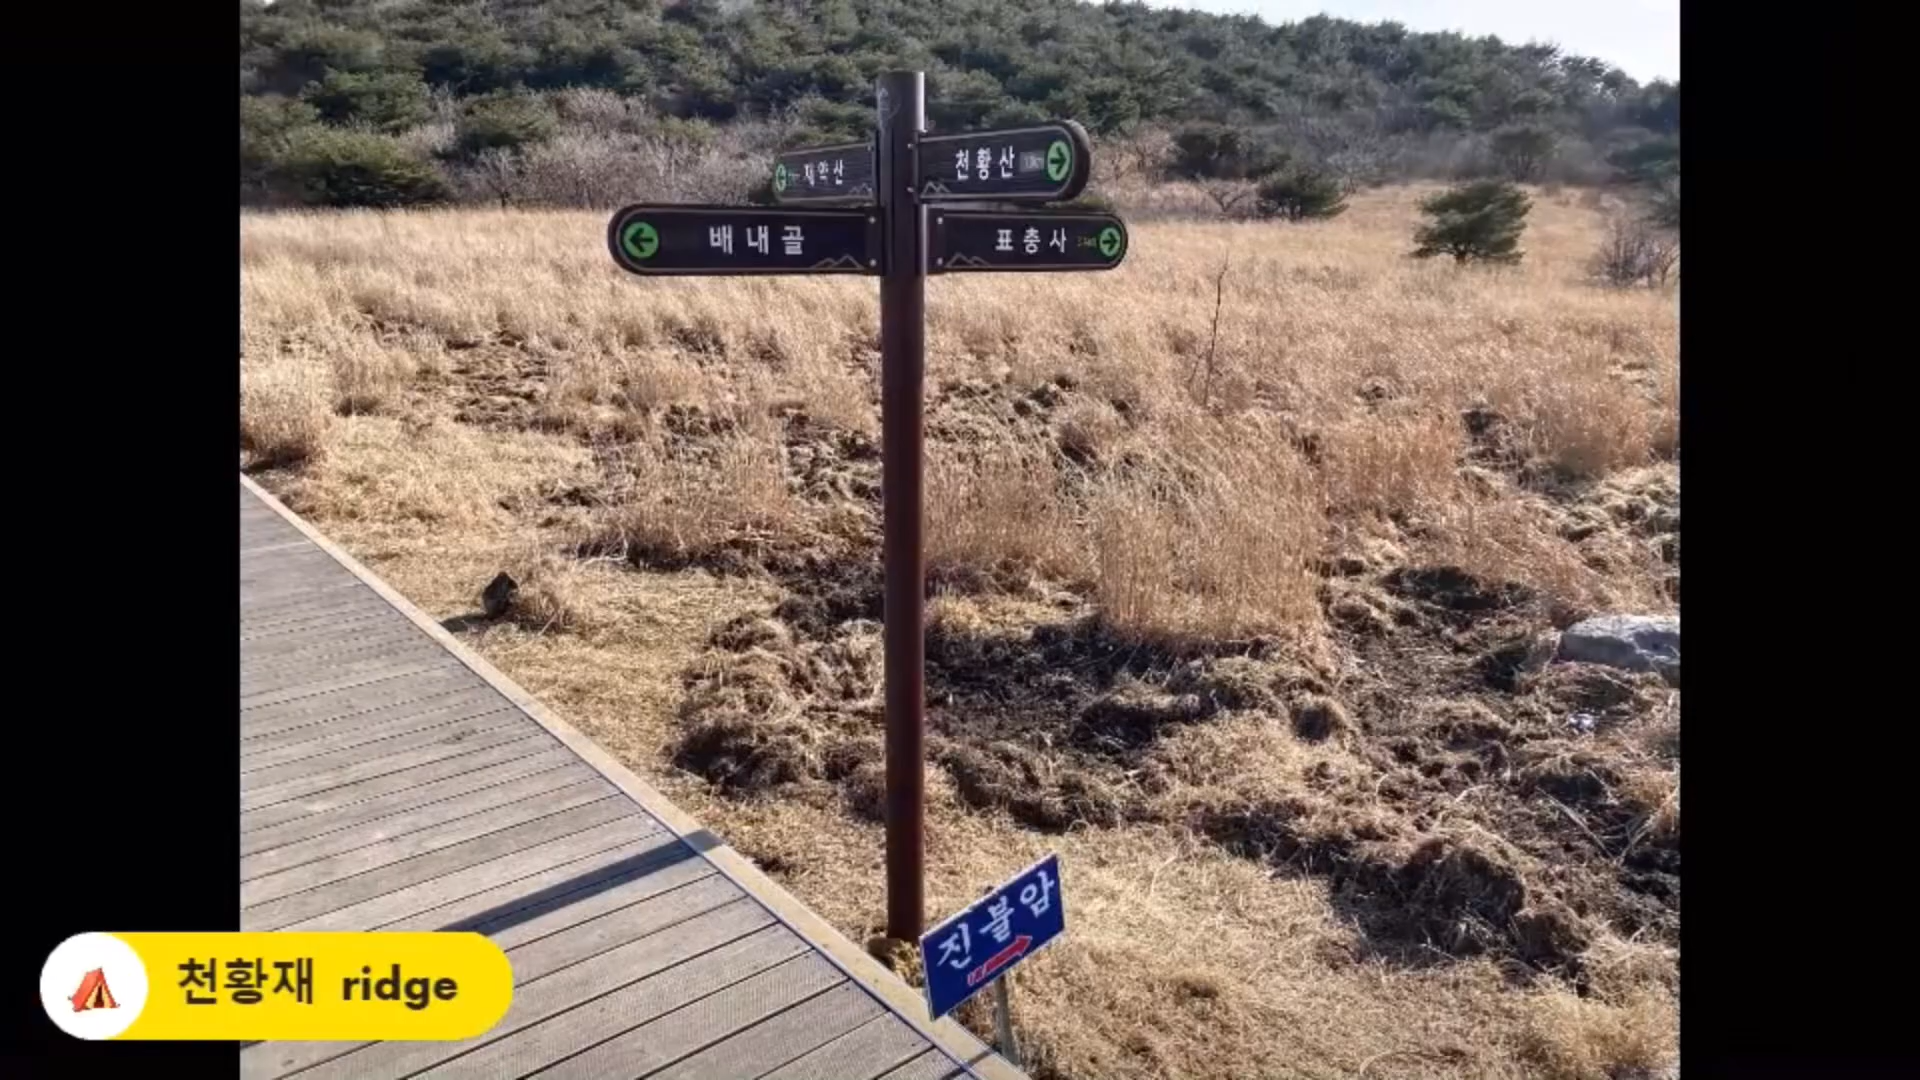 재약산
천황산
배내골
표충사
진불암
천황재 ridge